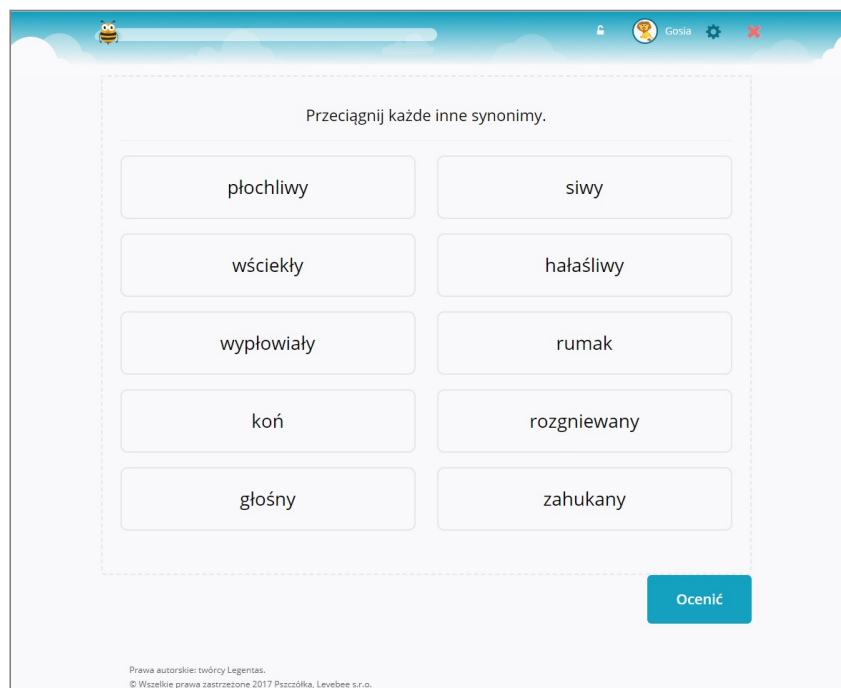 Gosia
Przeciągnij każde inne synonimy.
płochliwy
siwy
wściekły
hałaśliwy
wypłowiały
rumak
koń
rozgniewany
głośny
zahukany
Ocenić
Prawa autorskie: twórcy Legentas.
© Wszelkie prawa zastrzeżone 2017 Pszczółka, Levebee s.r.o.